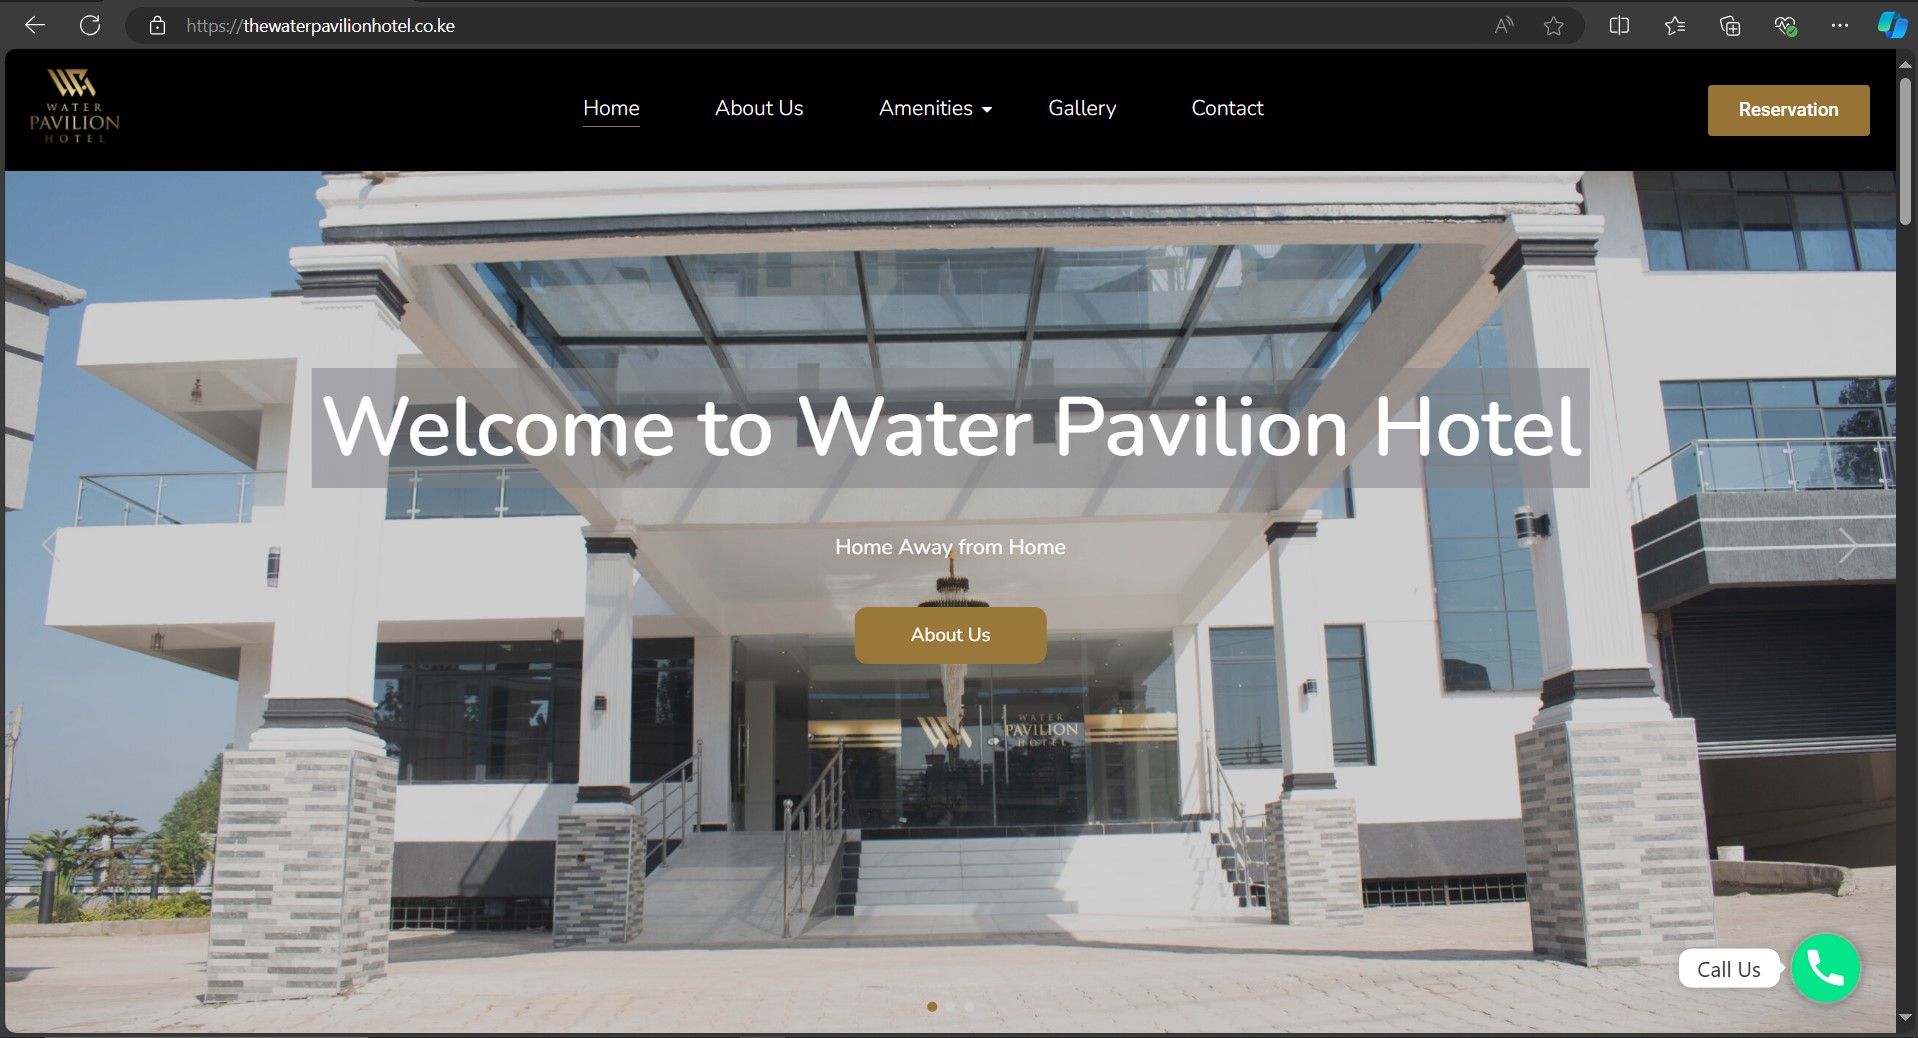 https://thewaterpavilionhotel.co.ke
WATER
PAVILION
HOTEL
Home
About Us
Amenities
Gallery
Contact
Reservation
Welcome to Water Pavilion Hotel
Home Away from Home
About Us
WATER
PAVILION
HOTEL
Call Us